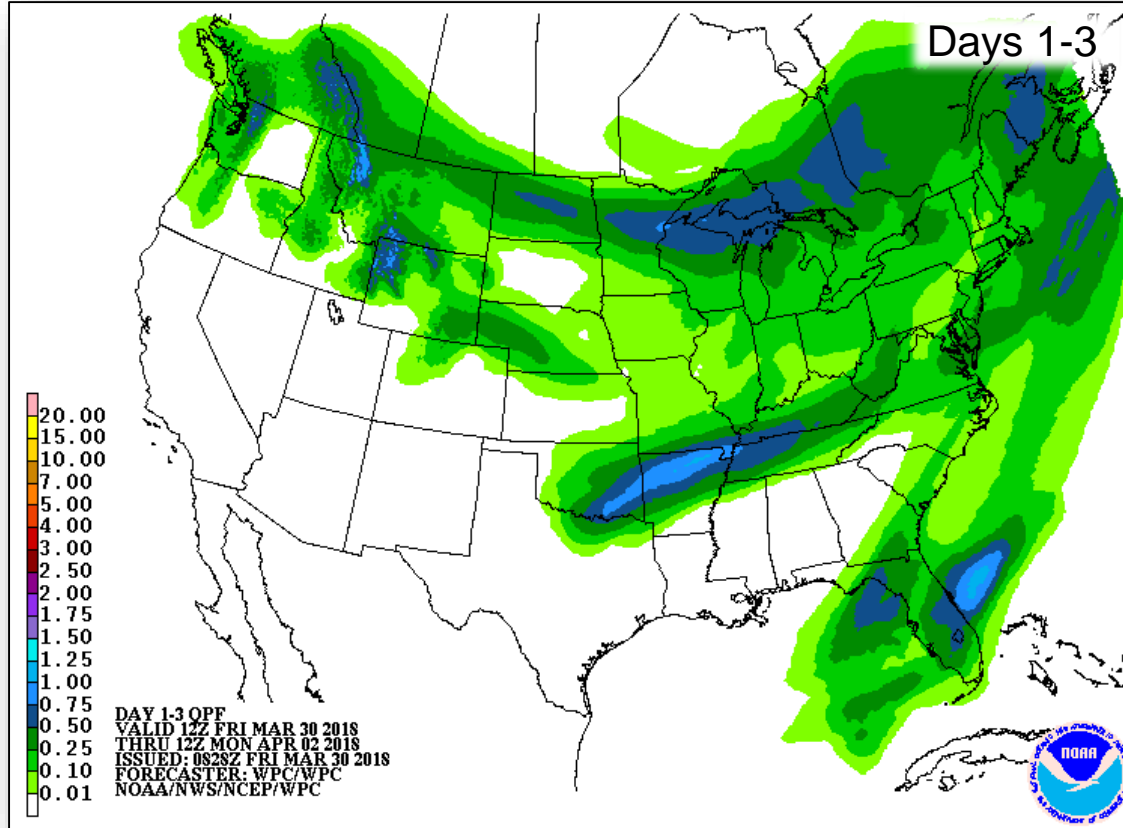 Days 1-3
20.00
15.00
10.00
7.00
5.00
4.00
3.00
2.50
2.00
1.75
1.50
1.25
1.00
0.75
0.50
0.25
0.10
0.01
DAY 1-3 QPF
VALID 12Z FRI MAR 30 2018
THRU 12Z MON APR 02 2018
ISSUED: 0828Z FRI MAR 30 2018
FORECASTER: WPC/WPC
NOAA/NWS/NCEP/WPC
NOAA